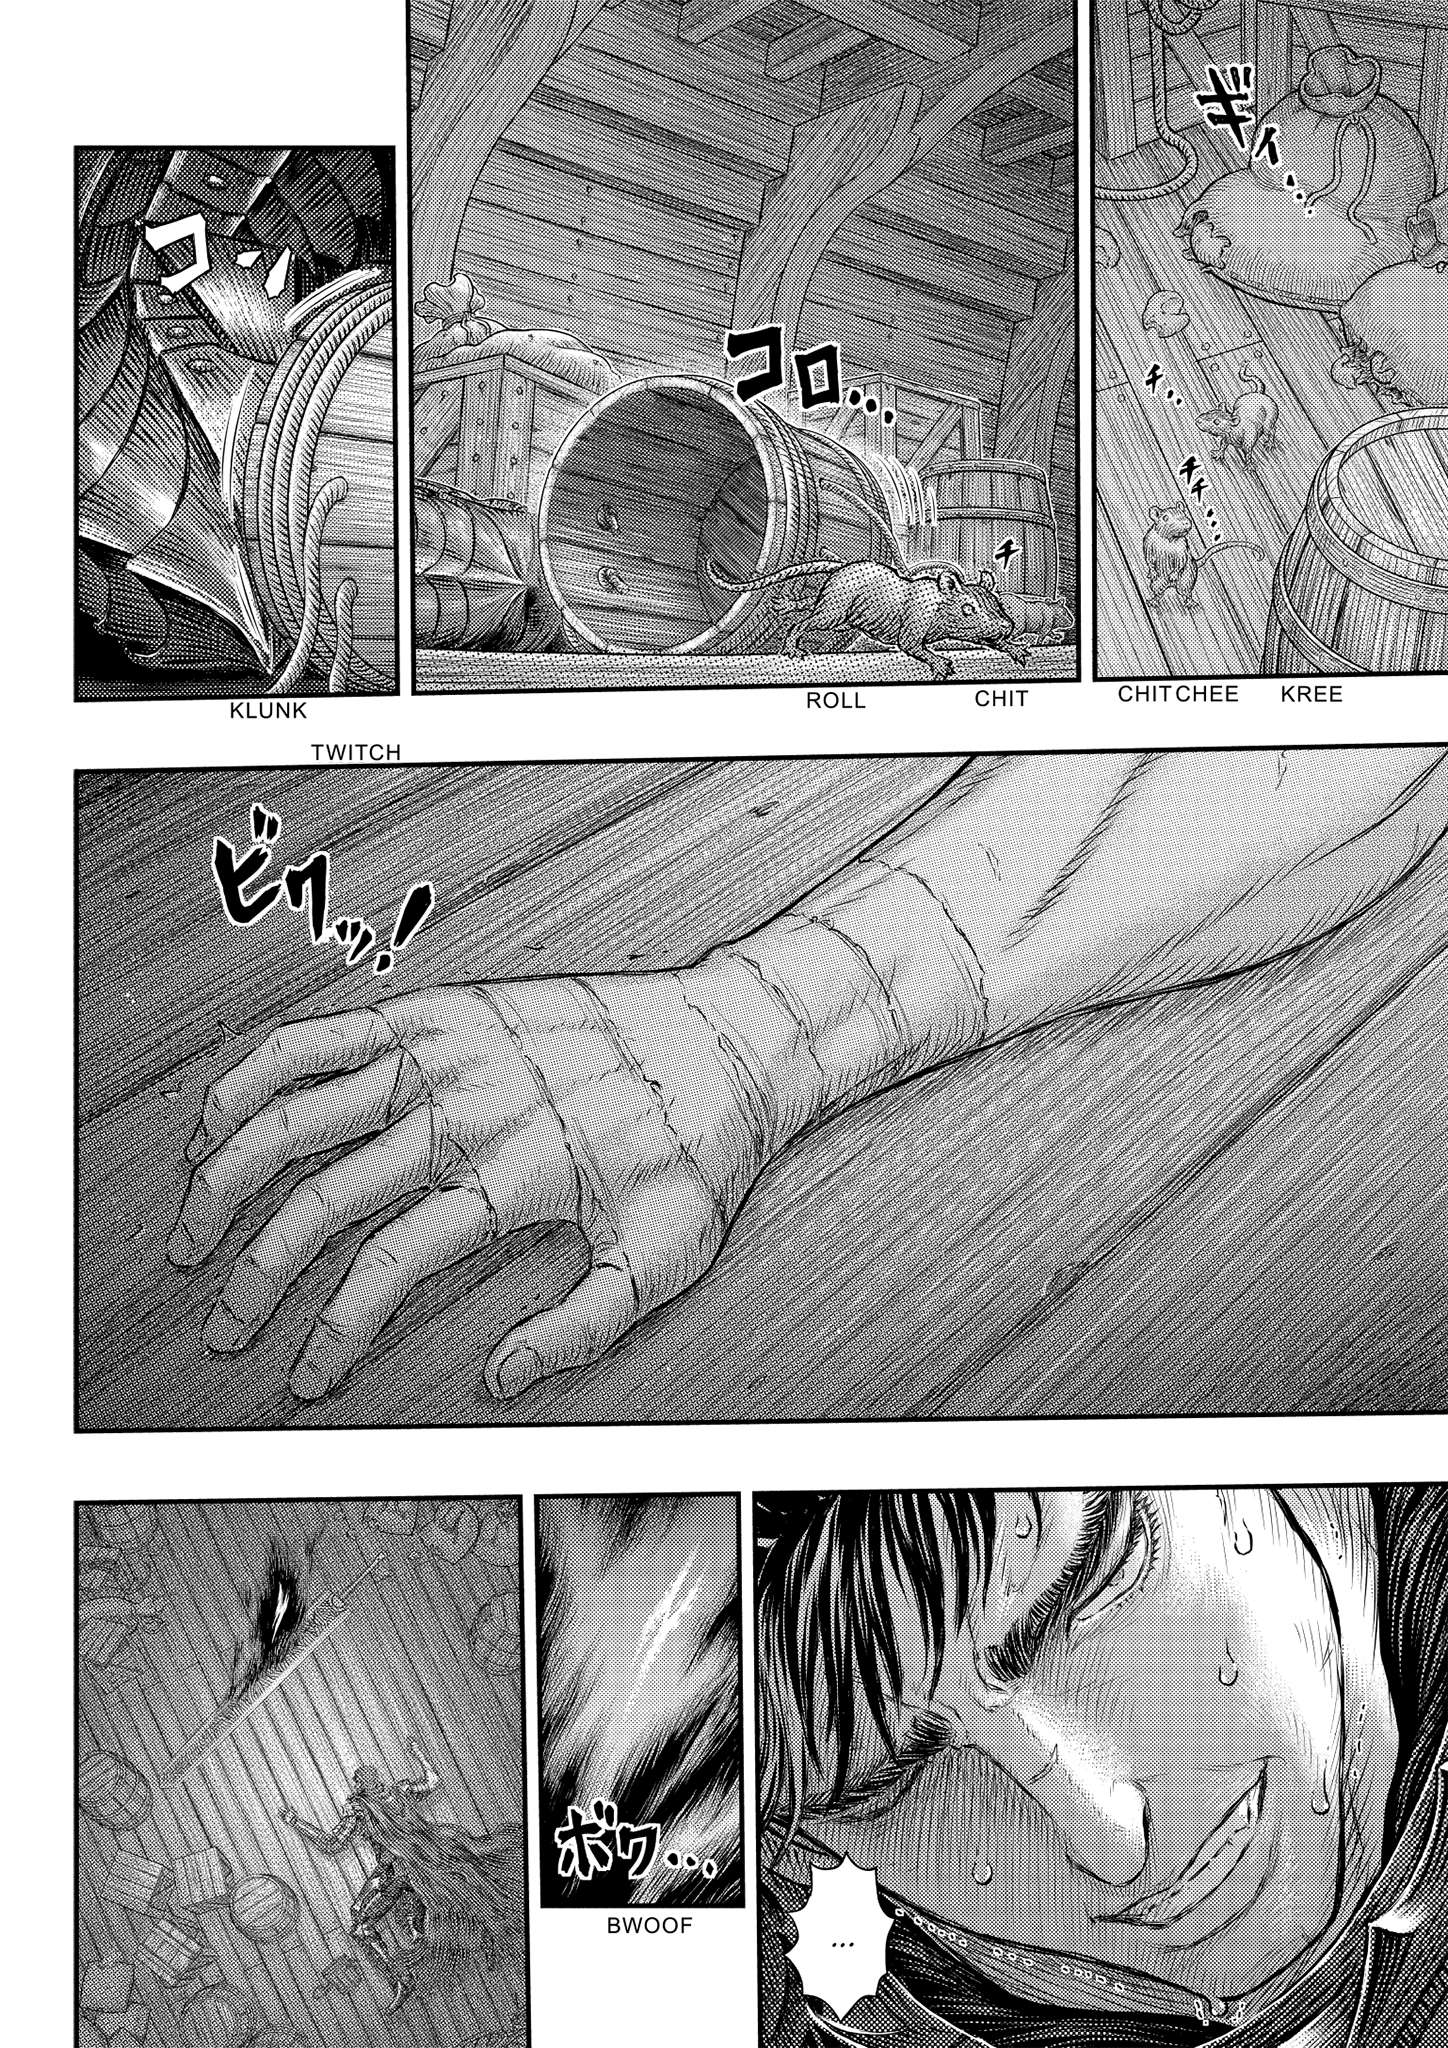 ギィ…
チ…
チチ…
CHIT CHEE KREE
コロ…
チ
ROLL CHIT
コ
KLUNK
TWITCH
ビクッ!
…
ボウ…
BWOOF